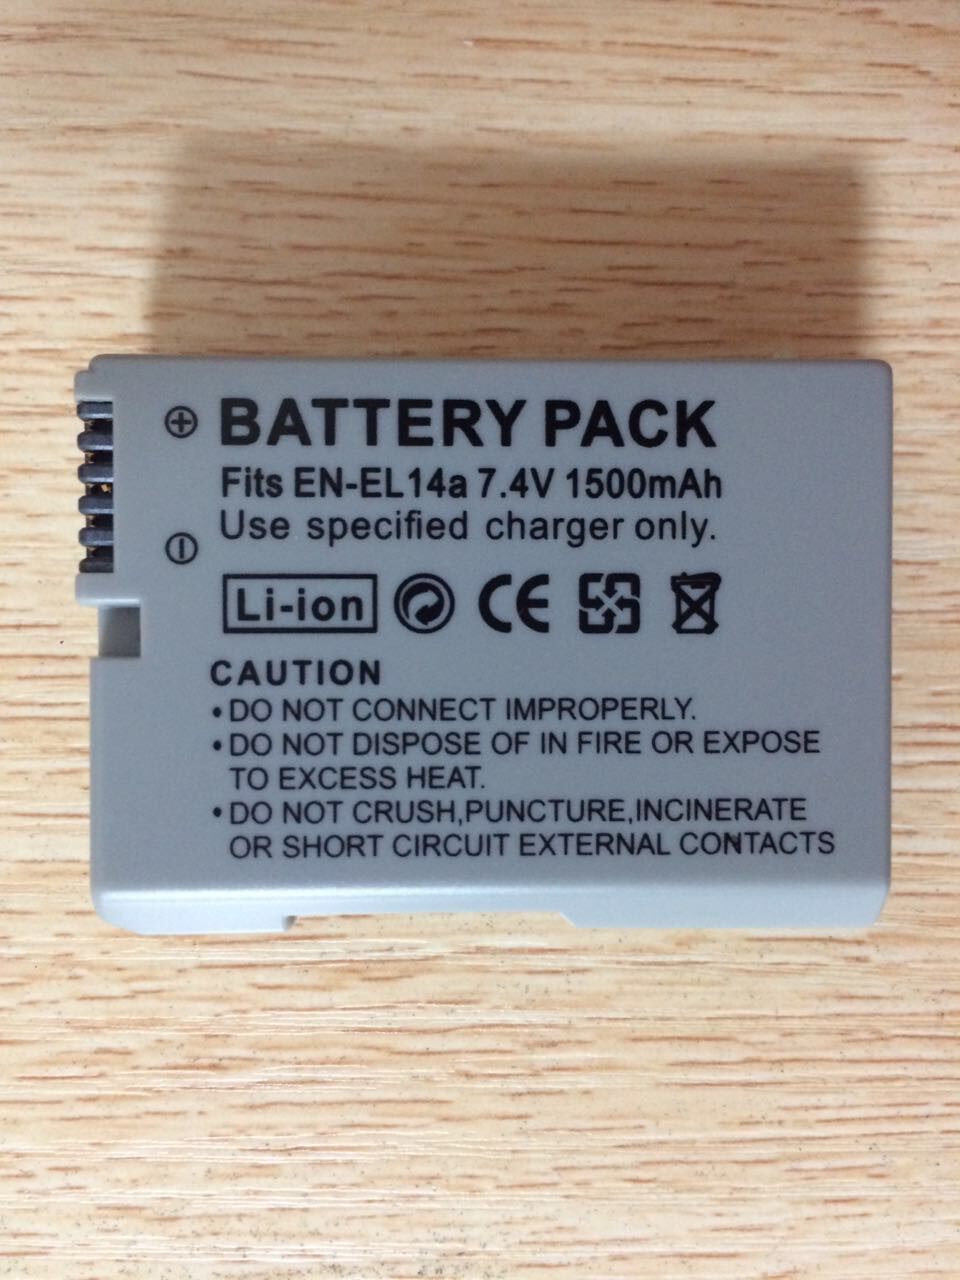 BATTERY PACK
Fits EN-EL14a 7.4V 1500mAh
Use specified charger only.
Li-ion CE
CAUTION
•DO NOT CONNECT IMPROPERLY.
•DO NOT DISPOSE OF IN FIRE OR EXPOSE
TO EXCESS HEAT.
•DO NOT CRUSH,PUNCTURE,INCINERATE
OR SHORT CIRCUIT EXTERNAL CONTACTS